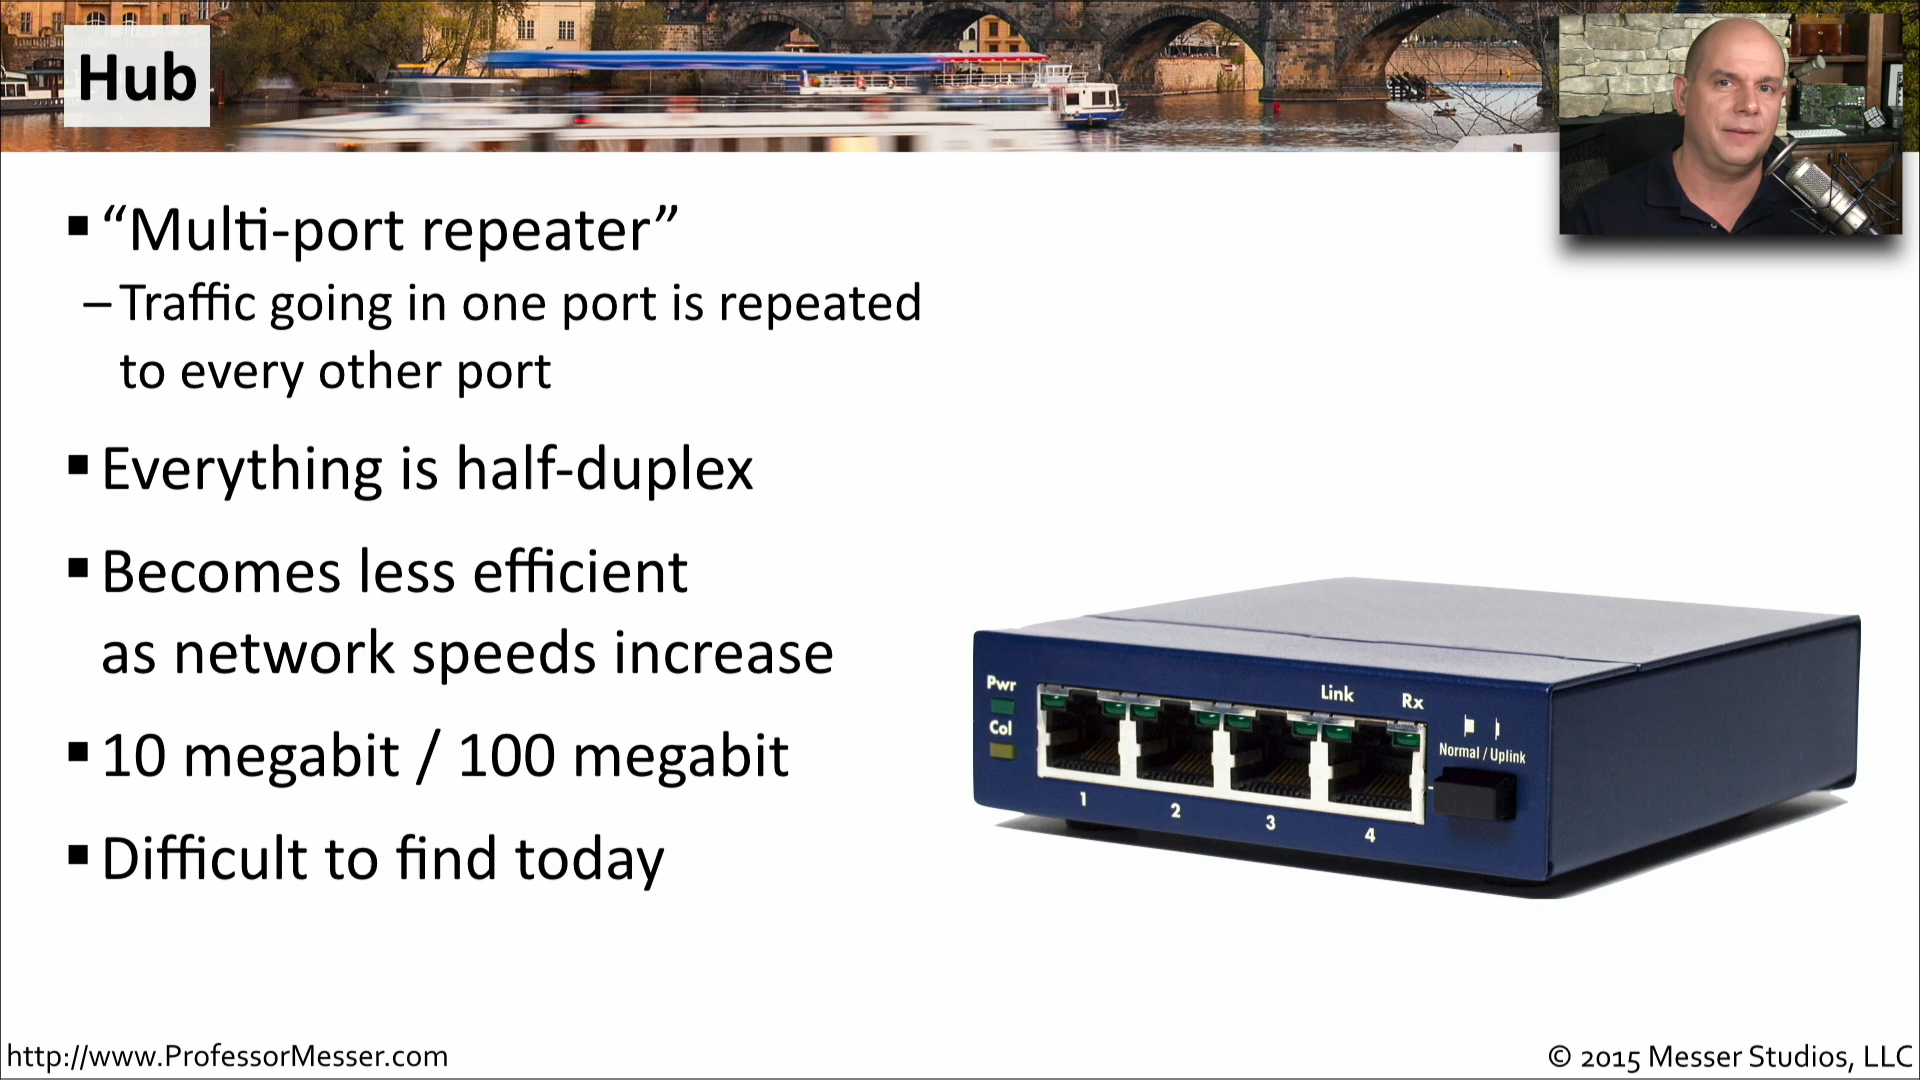 Hub
▪ “Multi-port repeater”
– Traffic going in one port is repeated
to every other port
▪ Everything is half-duplex
▪ Becomes less efficient
as network speeds increase
▪ 10 megabit / 100 megabit
▪ Difficult to find today
Pwr
Col
Link Rx
Normal / Uplink
1 2 3 4
http://www.ProfessorMesser.com
© 2015 Messer Studios, LLC